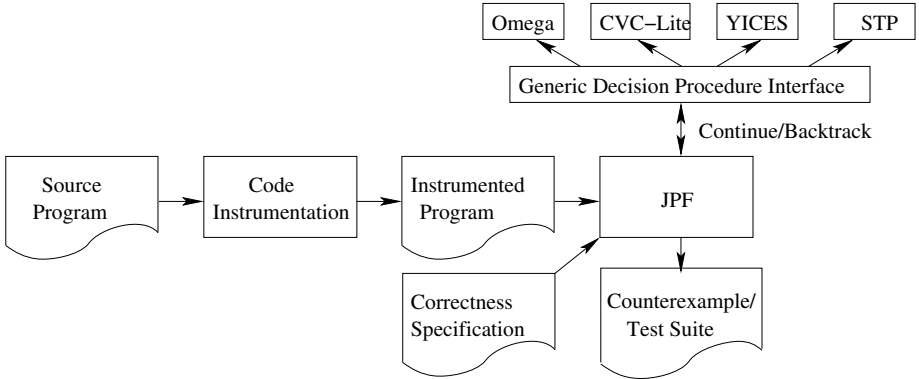 Omega
CVC−Lite
YICES
STP
Generic Decision Procedure Interface
Continue/Backtrack
Source
Program
Code
Instrumentation
Instrumented
Program
JPF
Correctness
Specification
Counterexample/
Test Suite